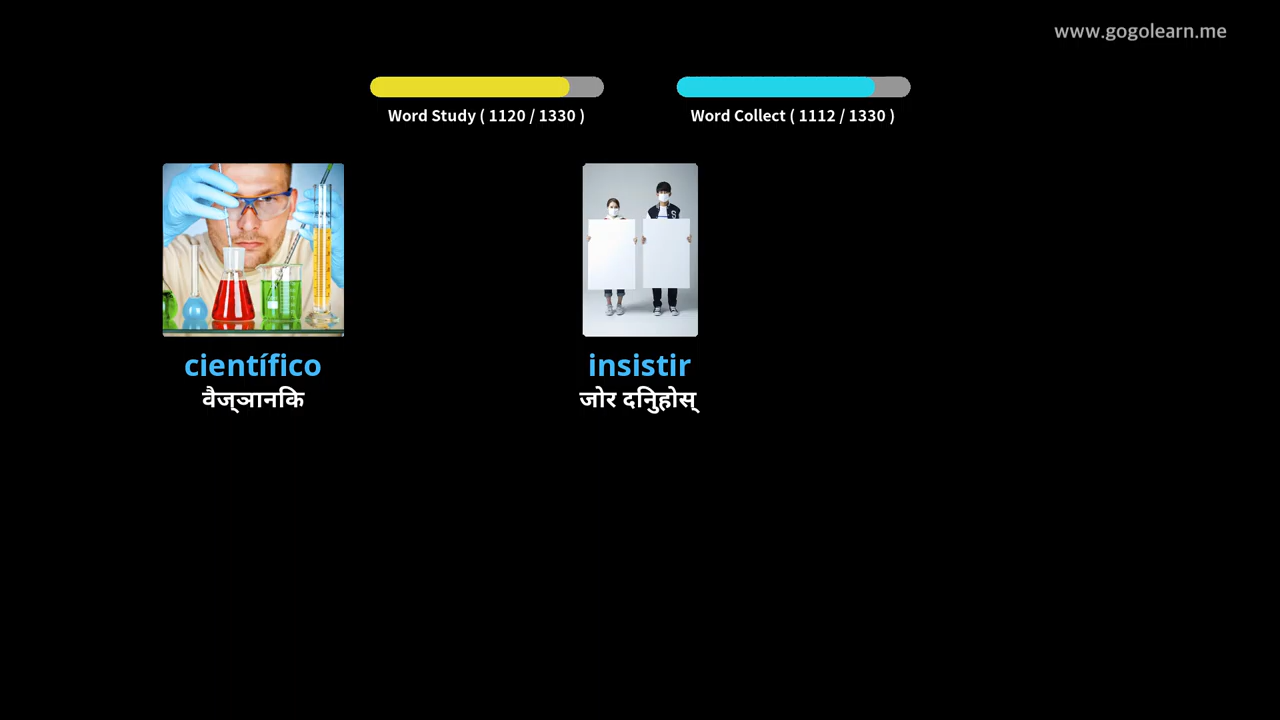 www.gogolearn.me
Word Study ( 1120 / 1330 )
Word Collect ( 1112 / 1330 )
científico
वैज्ञानिक
insistir
जोर दिनुहोस्
S